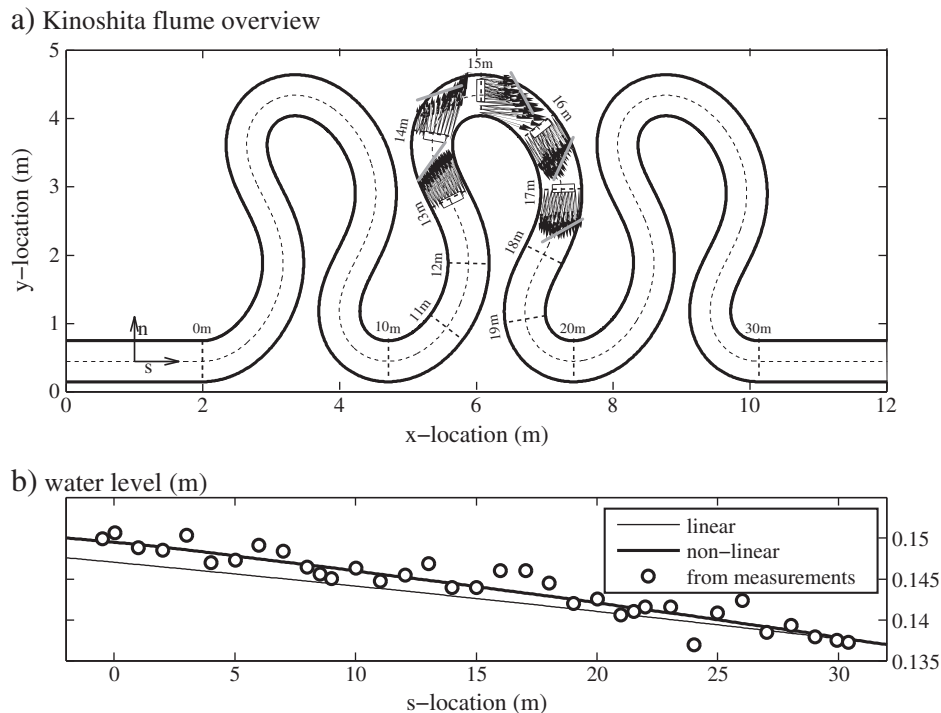 a) Kinoshita flume overview
5
4
3
2
1
0
y−location (m)
15m
14m
16 m
13m
17m
12m
18m
11m
19m
0m
10m
20m
30m
n
s
0
2
4
6
8
10
12
x−location (m)
b) water level (m)
linear
non−linear
from measurements
0.15
0.145
0.14
0.135
0
5
10
15
20
25
30
s−location (m)